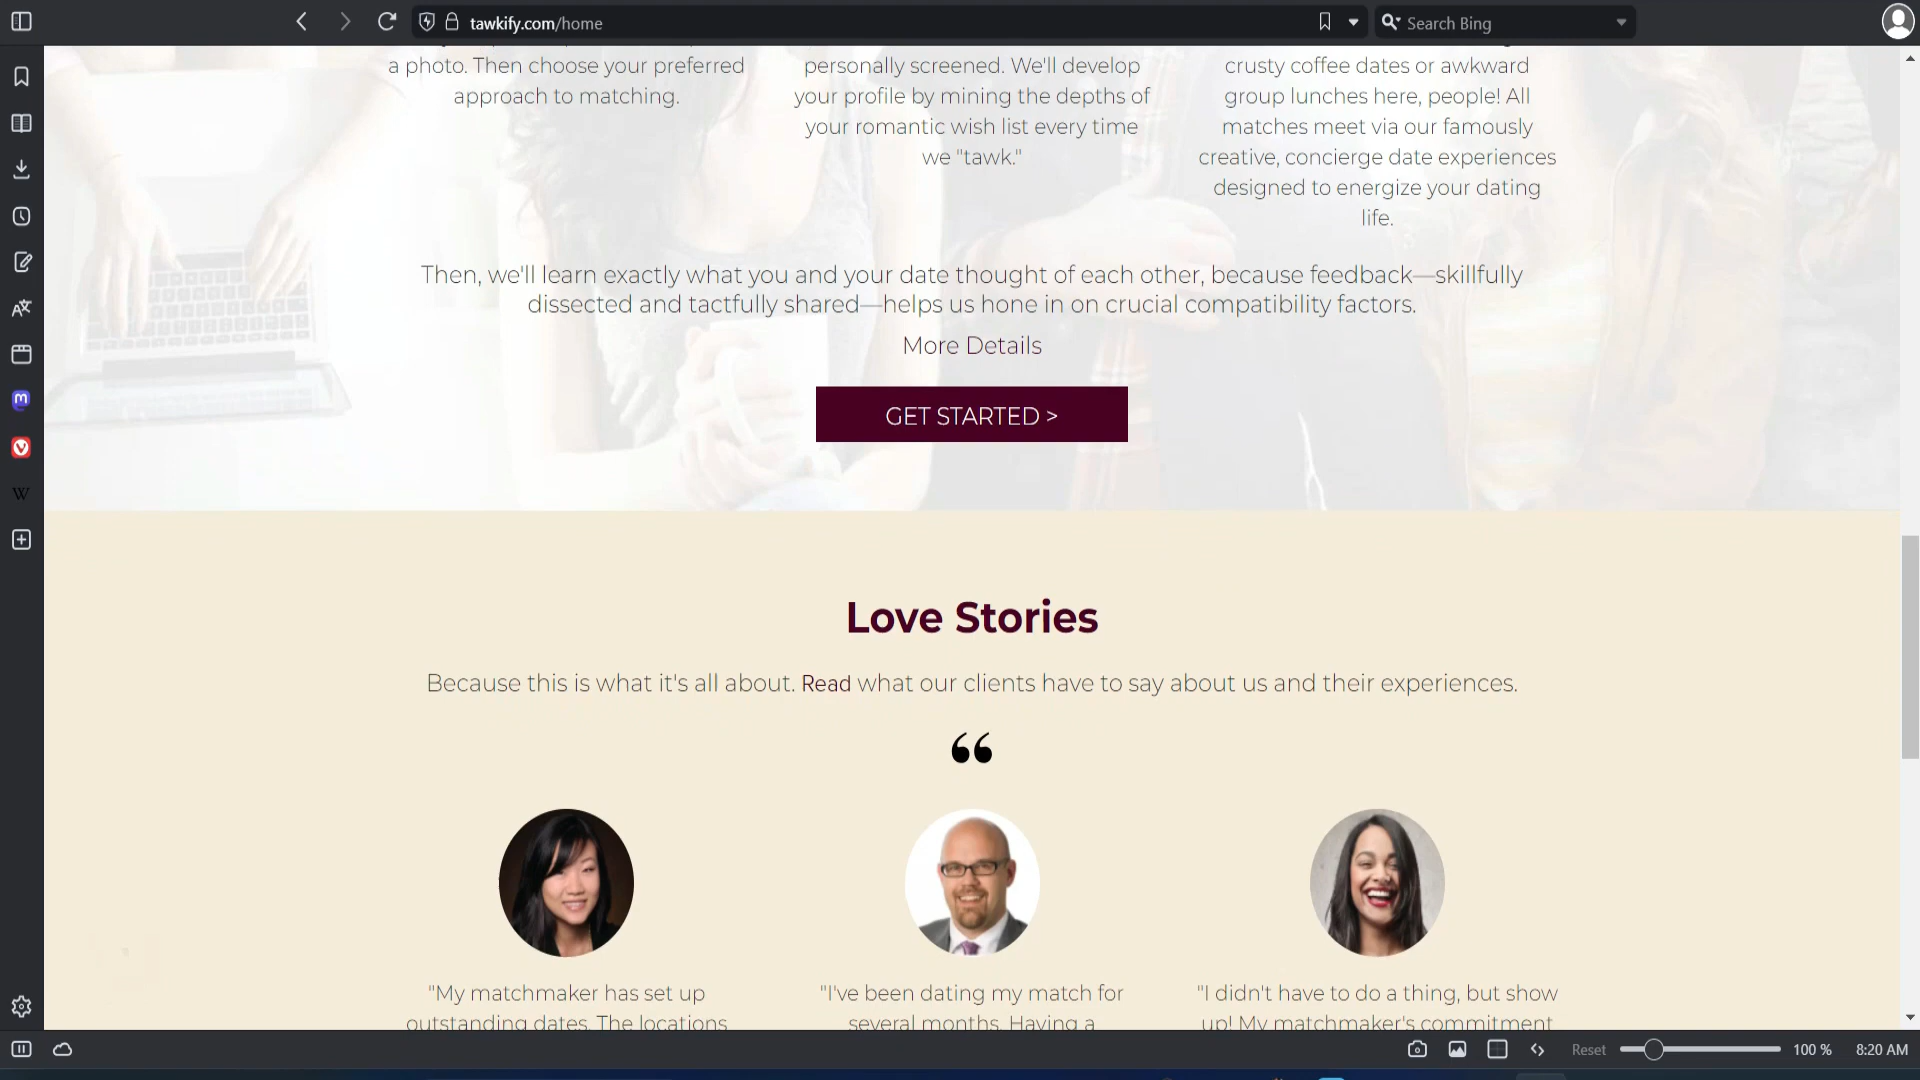 tawkify.com/home
Search Bing
a photo. Then choose your preferred
approach to matching.
personally screened. We'll develop
your profile by mining the depths of
your romantic wish list every time
we "tawk."
crusty coffee dates or awkward
group lunches here, people! All
matches meet via our famously
creative, concierge date experiences
designed to energize your dating
life.
Then, we'll learn exactly what you and your date thought of each other, because feedback—skillfully
dissected and tactfully shared—helps us hone in on crucial compatibility factors.
More Details
GET STARTED >
Love Stories
Because this is what it's all about. Read what our clients have to say about us and their experiences.
“
"My matchmaker has set up
outstanding dates. The locations
"I've been dating my match for
several months. Having a
"I didn't have to do a thing, but show
up! My matchmaker's commitment
Reset
100 %
8:20 AM